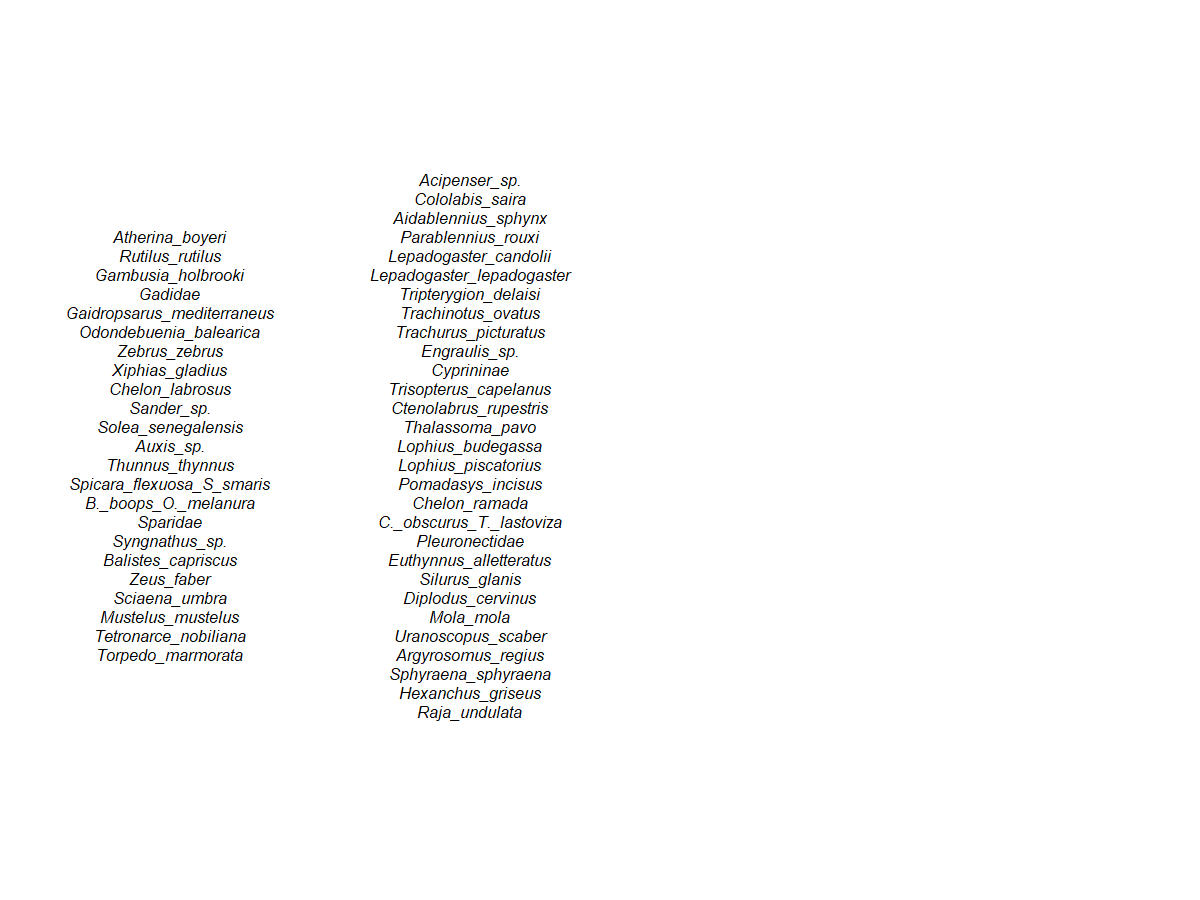 Atherina_boyeri
Rutilus_rutilus
Gambusia_holbrooki
Gadidae
Gaidropsarus_mediterraneus
Odondebuenia_balearica
Zebrus_zebrus
Xiphias_gladius
Chelon_labrosus
Sander_sp.
Solea_senegalensis
Auxis_sp.
Thunnus_thynnus
Spicara_flexuosa_S_smaris
B._boops_O._melanura
Sparidae
Syngnathus_sp.
Balistes_capriscus
Zeus_faber
Sciaena_umbra
Mustelus_mustelus
Tetronarce_nobiliana
Torpedo_marmorata
Acipenser_sp.
Cololabis_saira
Aidablennius_sphynx
Parablennius_rouxi
Lepadogaster_candolii
Lepadogaster_lepadogaster
Tripterygion_delaisi
Trachinotus_ovatus
Trachurus_picturatus
Engraulis_sp.
Cyprininae
Trisopterus_capelanus
Ctenolabrus_rupestris
Thalassoma_pavo
Lophius_budegassa
Lophius_piscatorius
Pomadasys_incisus
Chelon_ramada
C._obscurus_T._lastoviza
Pleuronectidae
Euthynnus_alletteratus
Silurus_glanis
Diplodus_cervinus
Mola_mola
Uranoscopus_scaber
Argyrosomus_regius
Sphyraena_sphyraena
Hexanchus_griseus
Raja_undulata